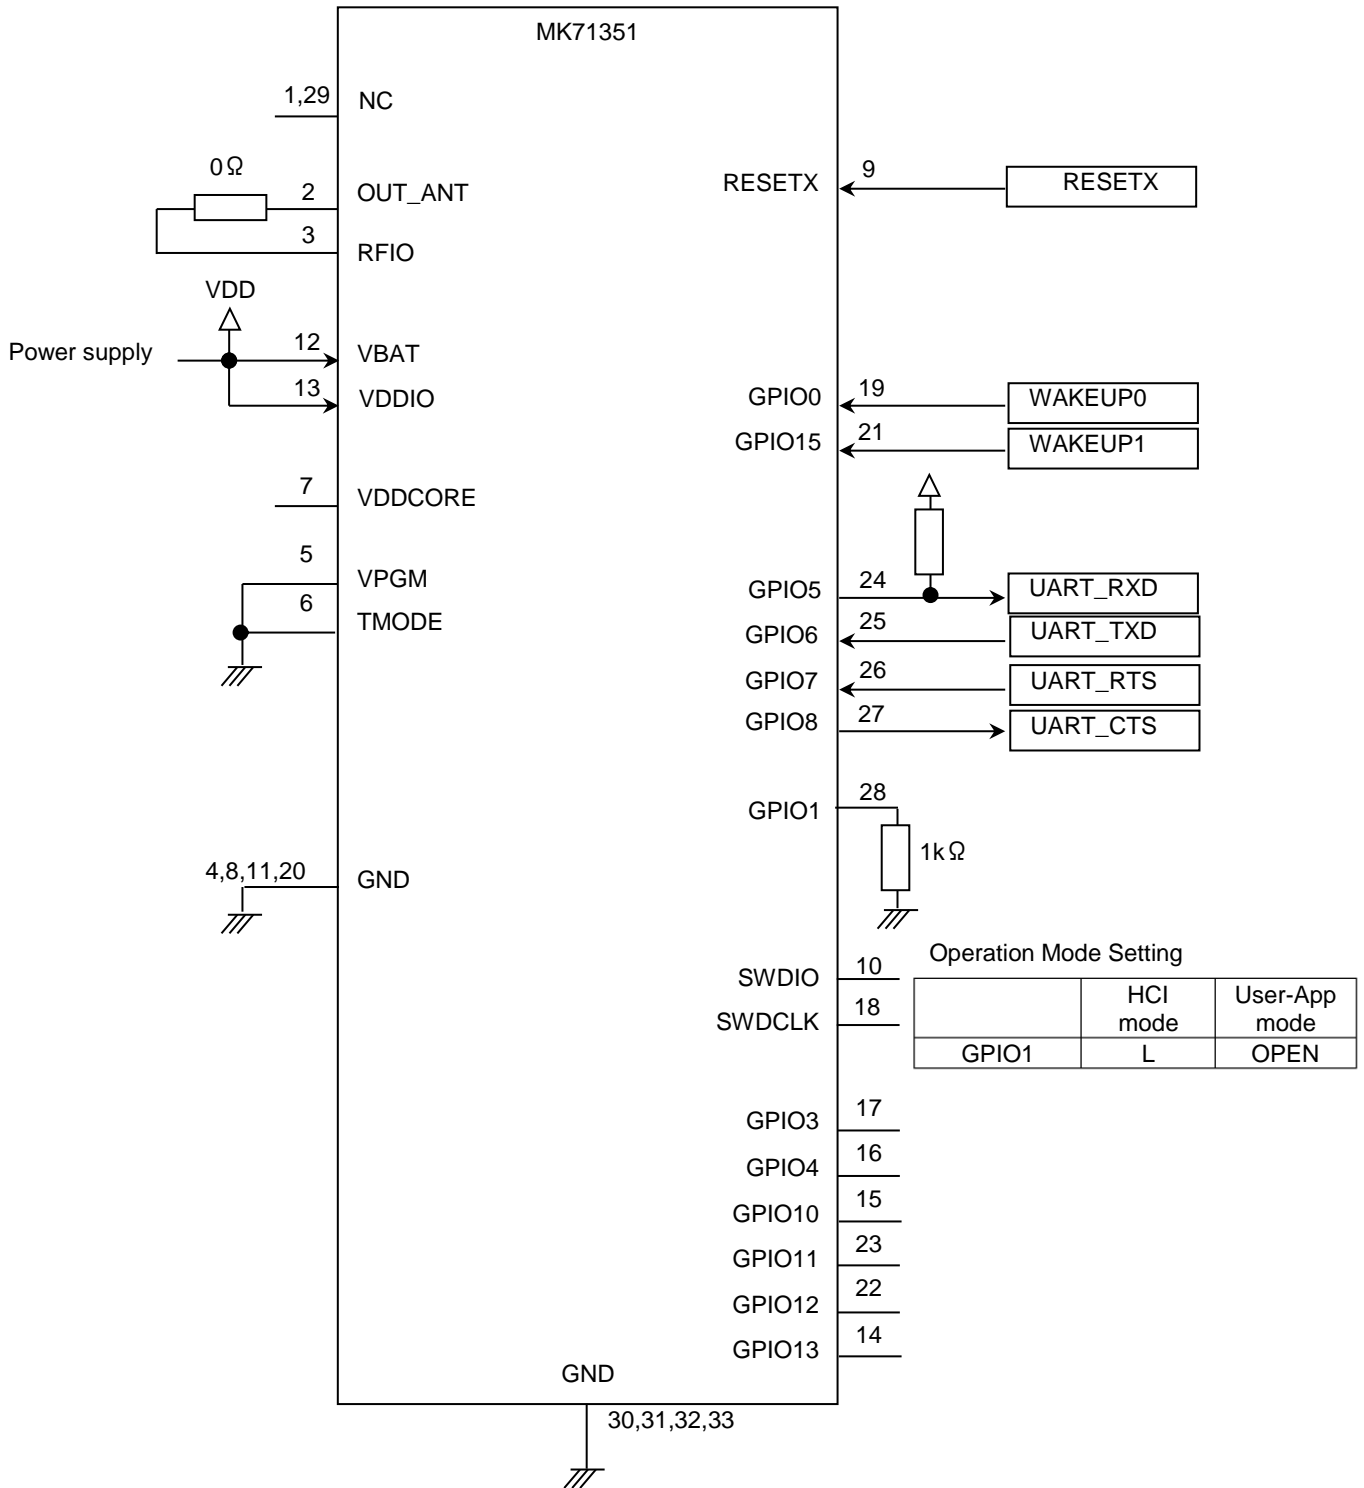 MK71351
1,29
NC
0Ω
2
OUT_ANT
3
RFIO
VDD
Power supply
12
VBAT
13
VDDIO
7
VDDCORE
5
VPGM
6
TMODE
4,8,11,20
GND
RESETX
9
RESETX
GPIO0
19
WAKEUP0
GPIO15
21
WAKEUP1
GPIO5
24
UART_RXD
GPIO6
25
UART_TXD
GPIO7
26
UART_RTS
GPIO8
27
UART_CTS
GPIO1
28
1kΩ
SWDIO
10
SWDCLK
18
Operation Mode Setting
HCI mode
User-App mode
GPIO1
L
OPEN
GPIO3
17
GPIO4
16
GPIO10
15
GPIO11
23
GPIO12
22
GPIO13
14
GND
30,31,32,33